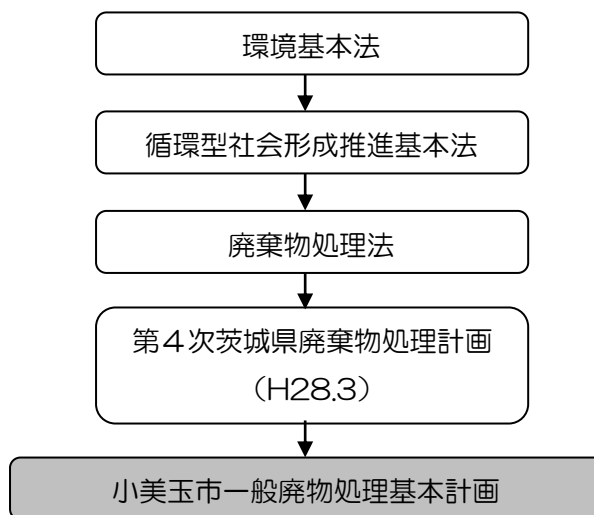 環境基本法
循環型社会形成推進基本法
廃棄物処理法
第４次茨城県廃棄物処理計画
（H28.3）
小美玉市一般廃物処理基本計画